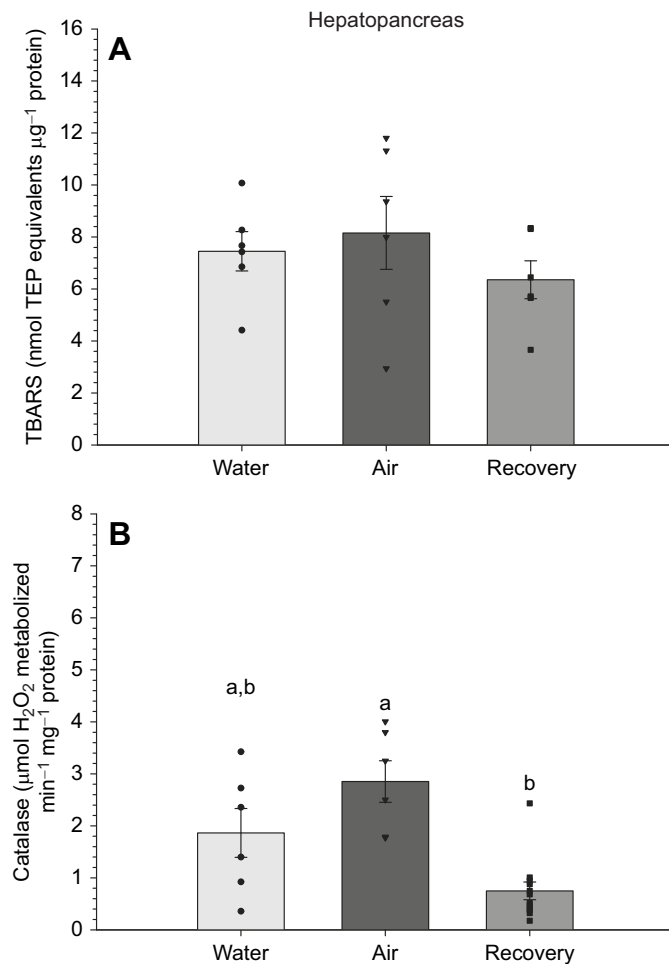 Hepatopancreas
A
TBARS (nmol TEP equivalents μg⁻¹ protein)
16
14
12
10
8
6
4
2
0
Water Air Recovery
B
Catalase (μmol H₂O₂ metabolized
min⁻¹ mg⁻¹ protein)
8
7
6
5
4
3
2
1
0
a,b
a
b
Water Air Recovery